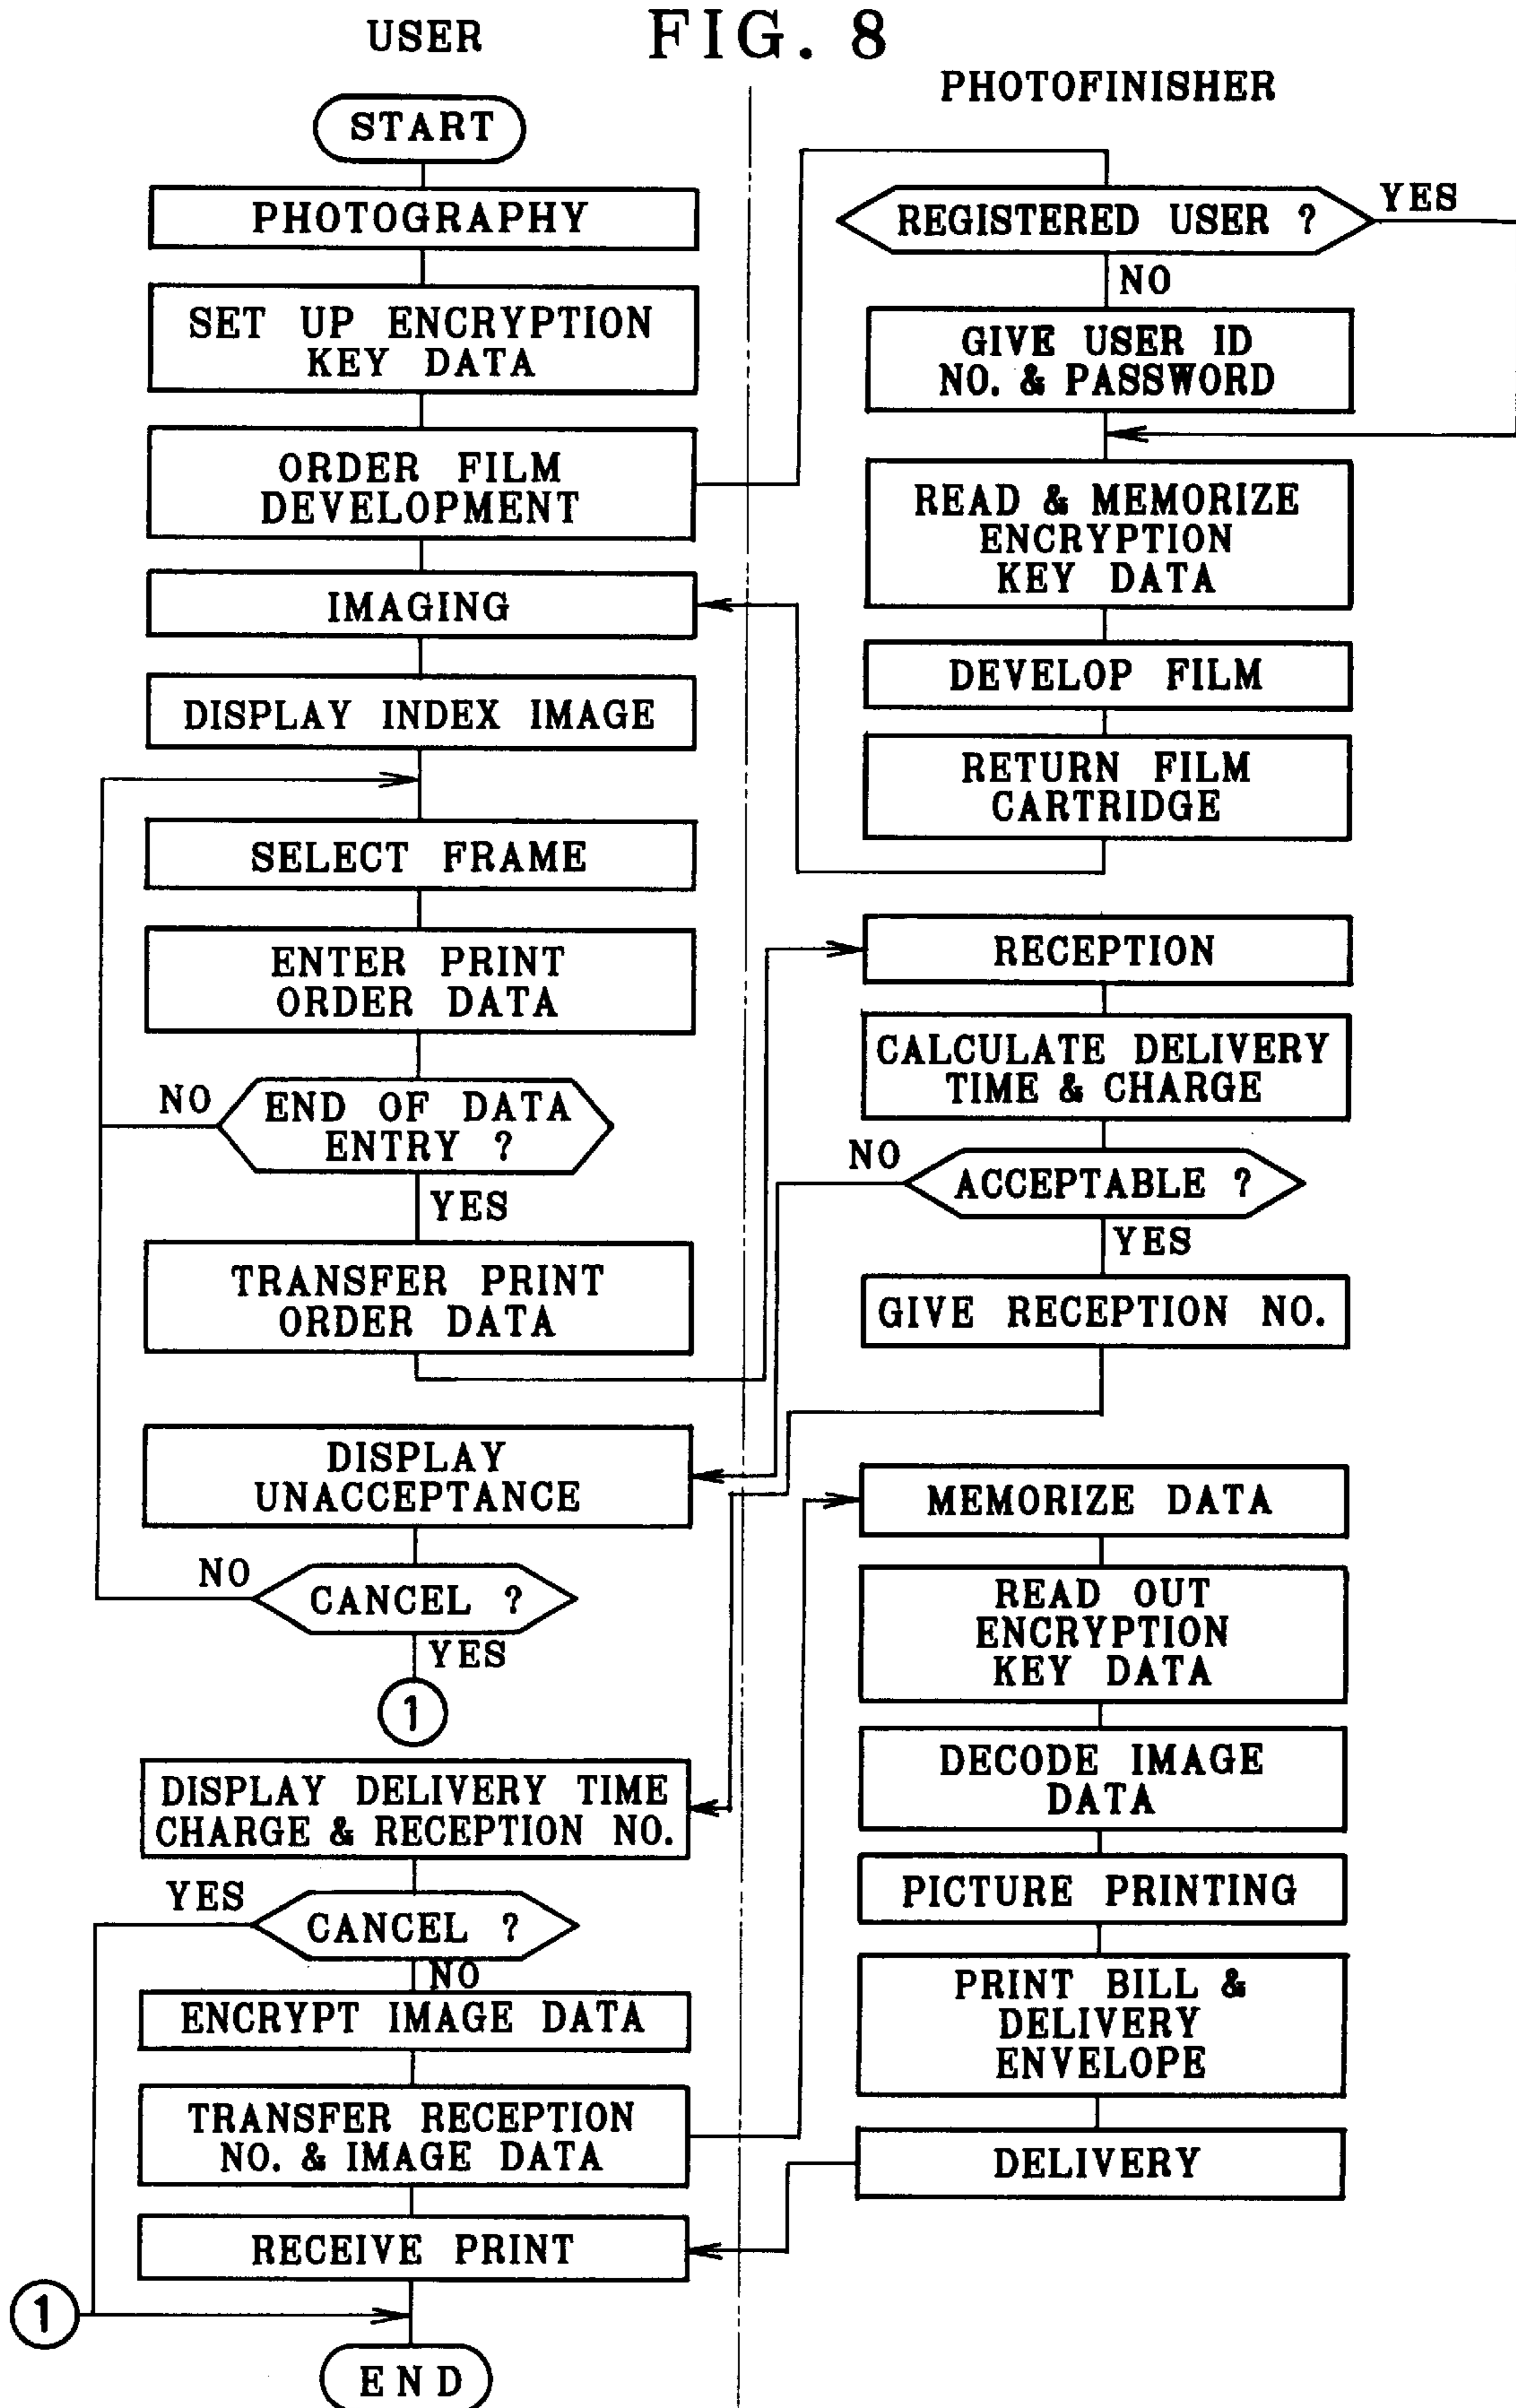 FIG. 8
USER
START
PHOTOGRAPHY
SET UP ENCRYPTION
KEY DATA
ORDER FILM
DEVELOPMENT
IMAGING
DISPLAY INDEX IMAGE
SELECT FRAME
ENTER PRINT
ORDER DATA
NO
END OF DATA
ENTRY ?
YES
TRANSFER PRINT
ORDER DATA
DISPLAY
UNACCEPTANCE
NO
CANCEL ?
YES
1
DISPLAY DELIVERY TIME
CHARGE & RECEPTION NO.
YES
CANCEL ?
NO
ENCRYPT IMAGE DATA
TRANSFER RECEPTION
NO. & IMAGE DATA
RECEIVE PRINT
1
END
PHOTOFINISHER
REGISTERED USER ?
YES
NO
GIVE USER ID
NO. & PASSWORD
READ & MEMORIZE
ENCRYPTION
KEY DATA
DEVELOP FILM
RETURN FILM
CARTRIDGE
RECEPTION
CALCULATE DELIVERY
TIME & CHARGE
NO
ACCEPTABLE ?
YES
GIVE RECEPTION NO.
MEMORIZE DATA
READ OUT
ENCRYPTION
KEY DATA
DECODE IMAGE
DATA
PICTURE PRINTING
PRINT BILL &
DELIVERY
ENVELOPE
DELIVERY